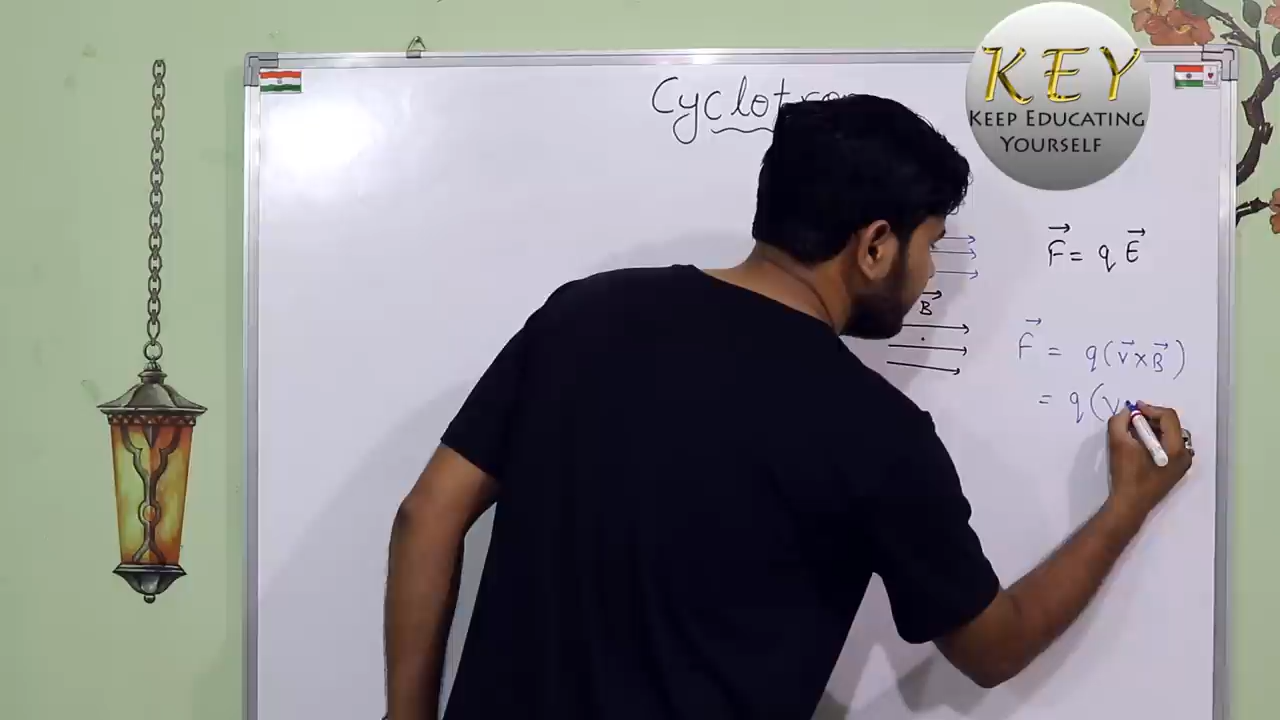 Cyclotron
KEY
KEEP EDUCATING
YOURSELF
F⃗ = q E⃗
B⃗
F⃗ = q(v⃗×B⃗)
= q(v